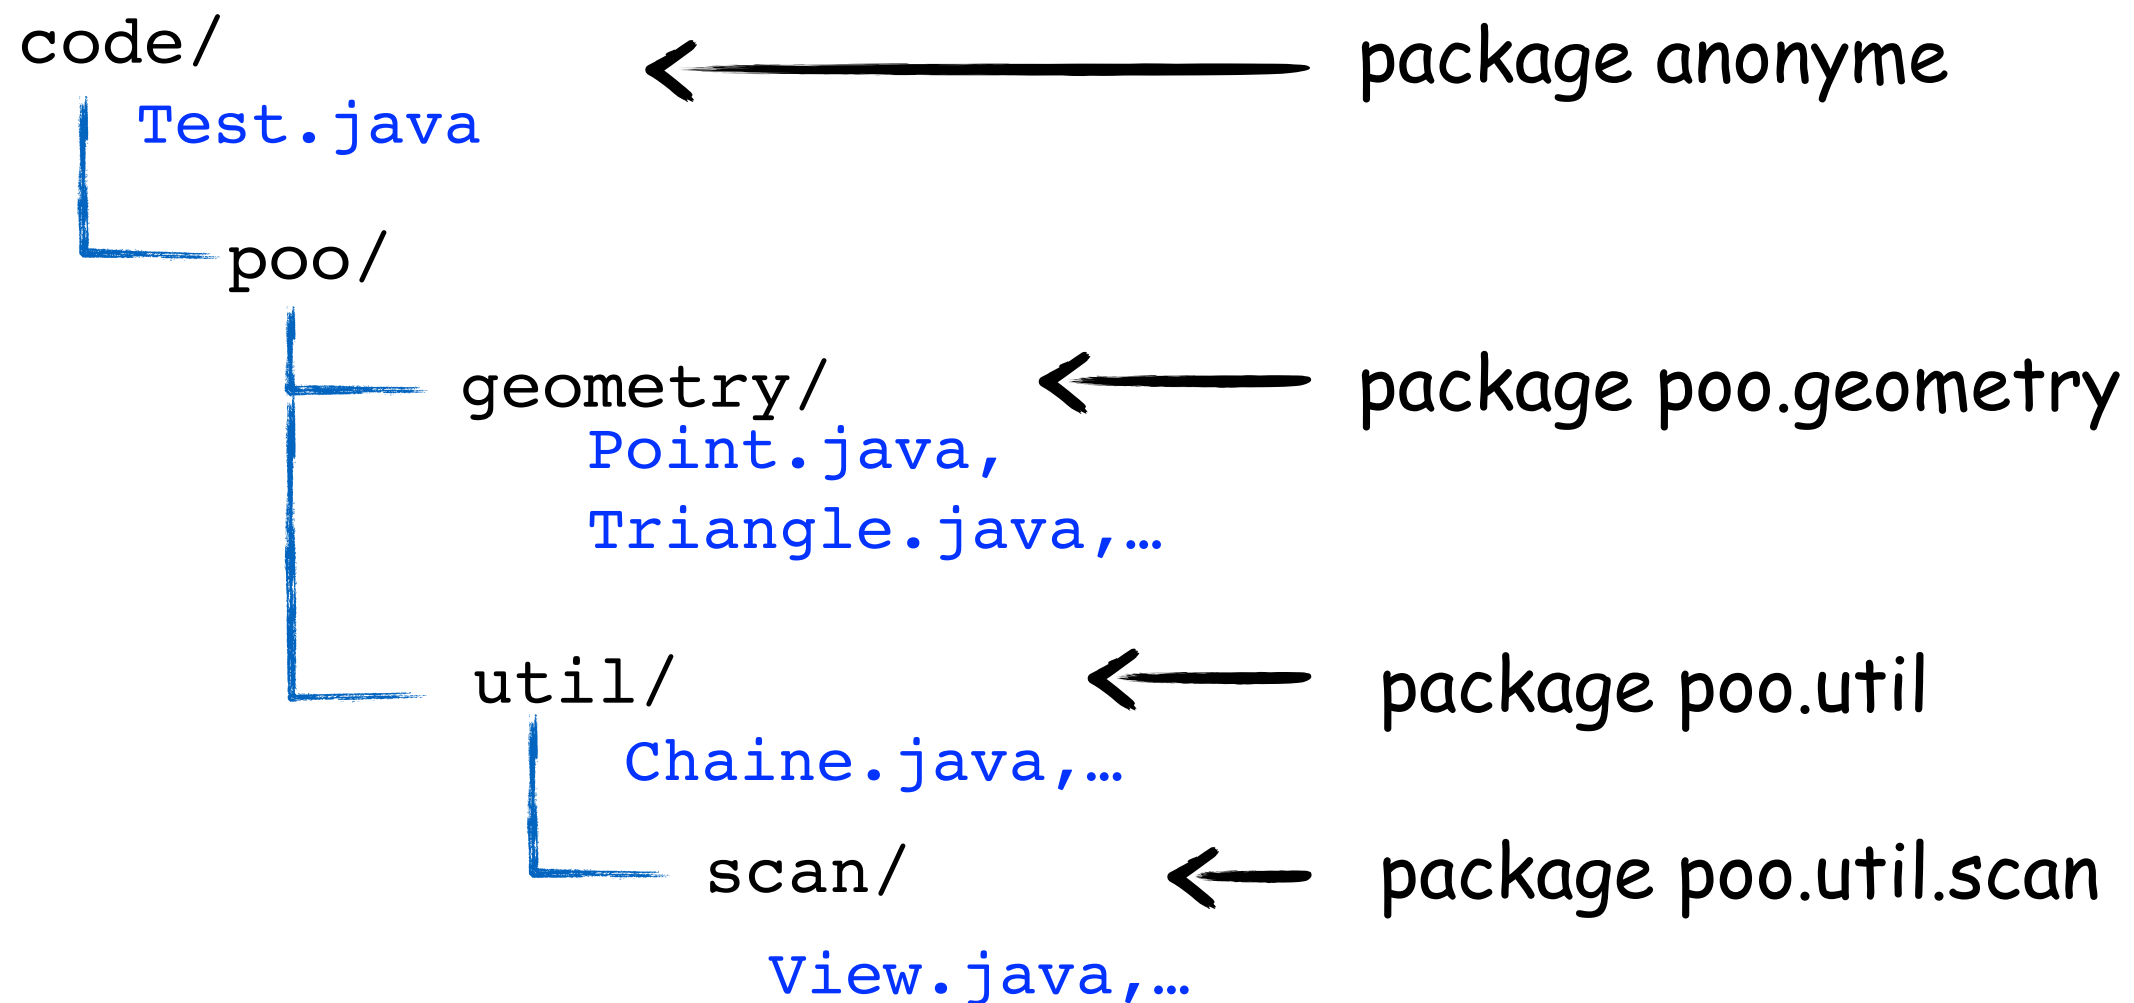 code/
package anonyme
Test.java
poo/
geometry/
package poo.geometry
Point.java,
Triangle.java,…
util/
package poo.util
Chaine.java,…
scan/
package poo.util.scan
View.java,…